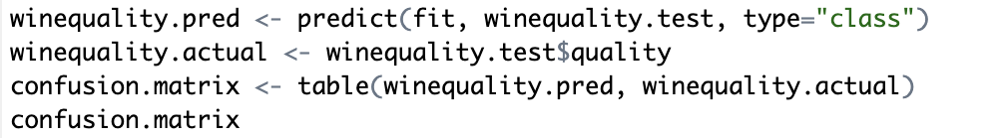 winequality.pred <- predict(fit, winequality.test, type="class")
winequality.actual <- winequality.test$quality
confusion.matrix <- table(winequality.pred, winequality.actual)
confusion.matrix